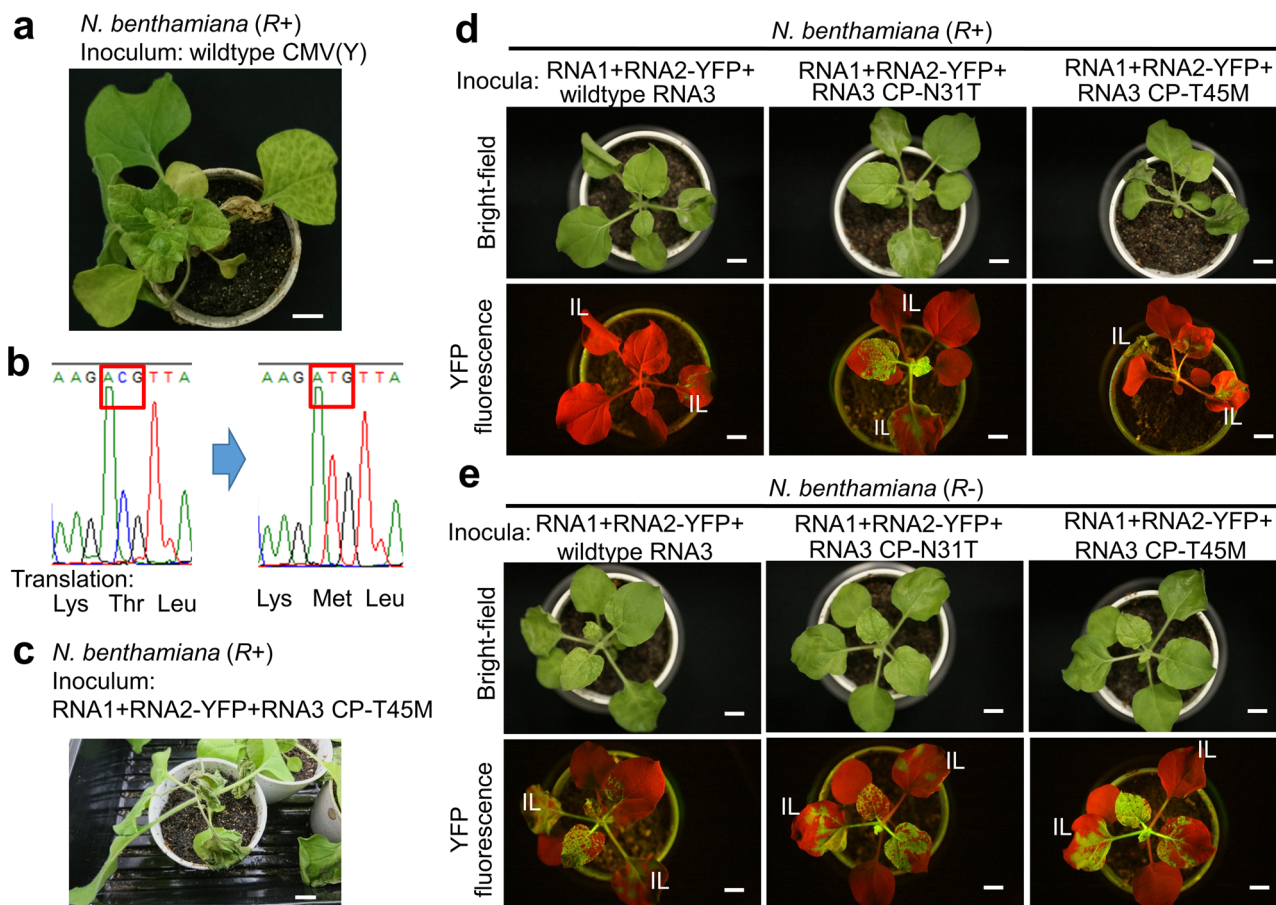 a
N. benthamiana (R+)
Inoculum: wildtype CMV(Y)
b
A A G A C G T T A
A A G A T G T T A
Translation:
Lys Thr Leu
Lys Met Leu
c
N. benthamiana (R+)
Inoculum:
RNA1+RNA2-YFP+RNA3 CP-T45M
d
N. benthamiana (R+)
Inocula:
RNA1+RNA2-YFP+
wildtype RNA3
RNA1+RNA2-YFP+
RNA3 CP-N31T
RNA1+RNA2-YFP+
RNA3 CP-T45M
Bright-field
YFP
fluorescence
IL
IL
IL
IL
IL
IL
e
N. benthamiana (R-)
Inocula:
RNA1+RNA2-YFP+
wildtype RNA3
RNA1+RNA2-YFP+
RNA3 CP-N31T
RNA1+RNA2-YFP+
RNA3 CP-T45M
Bright-field
YFP
fluorescence
IL
IL
IL
IL
IL
IL